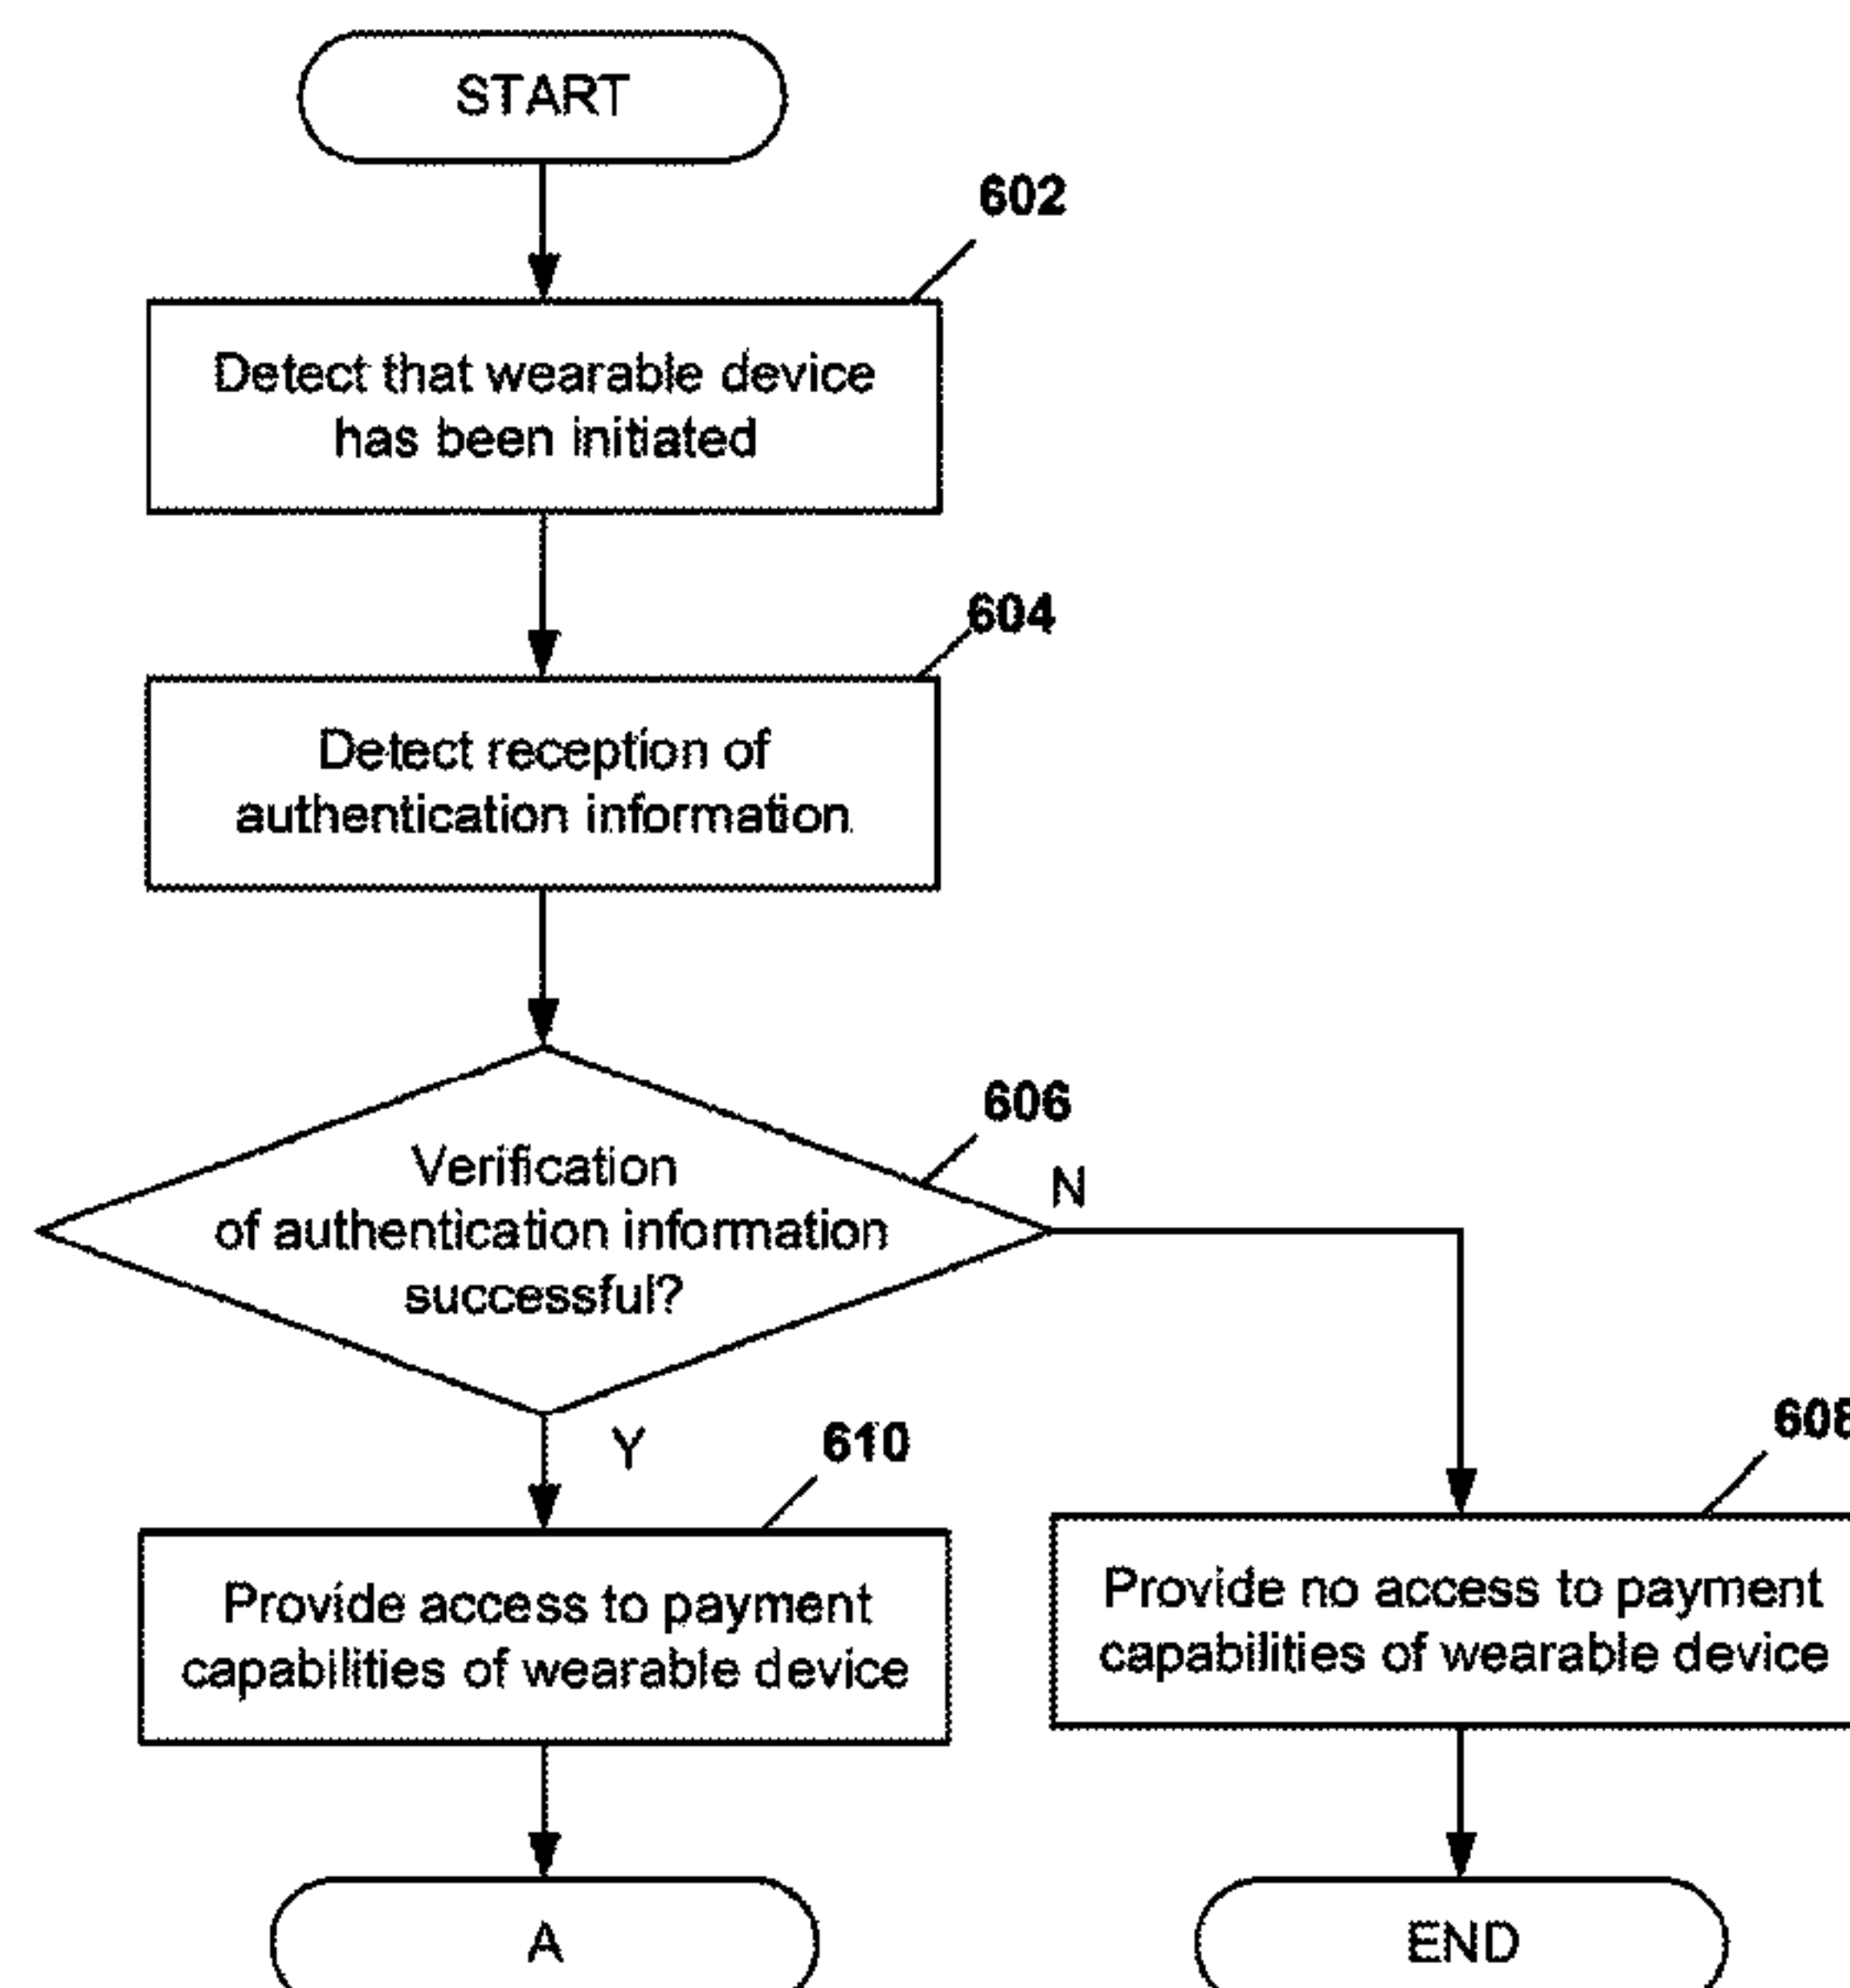 START
602
Detect that wearable device
has been initiated
604
Detect reception of
authentication information
606
Verification
of authentication information
successful?
N
Y
610
608
Provide access to payment
capabilities of wearable device
Provide no access to payment
capabilities of wearable device
A
END